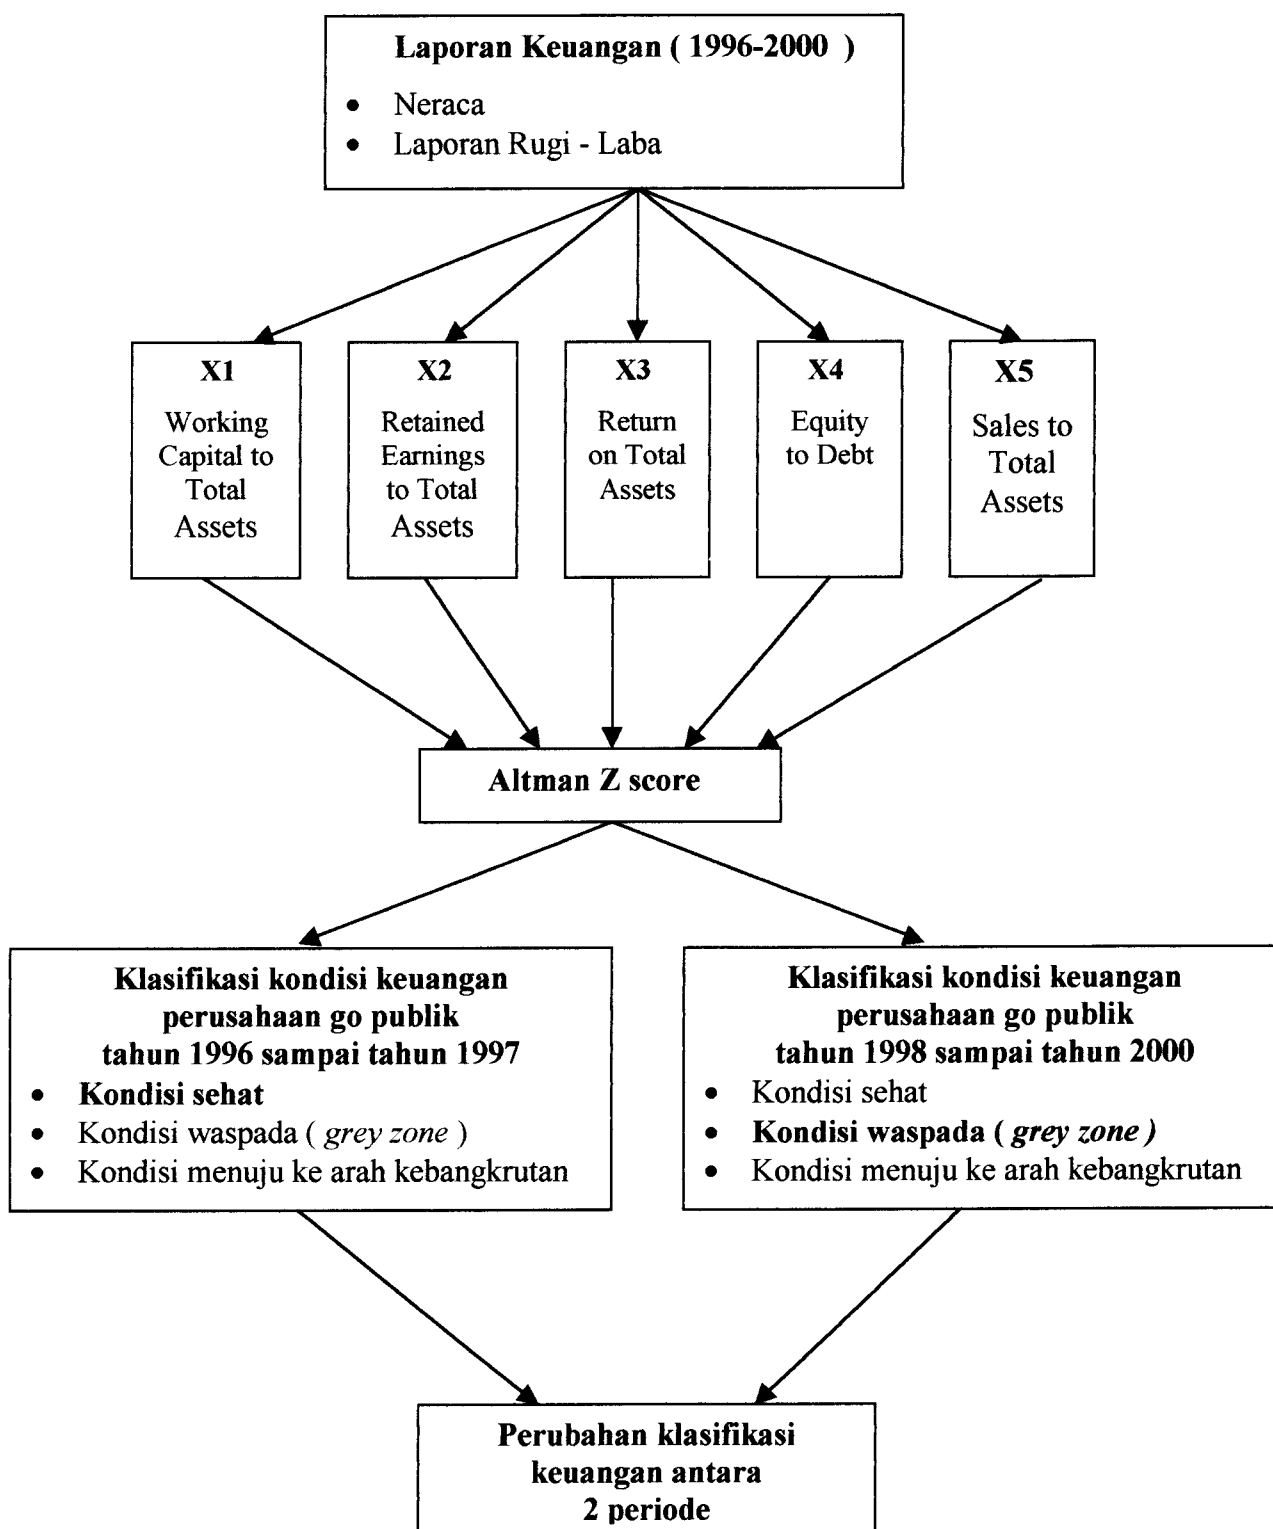 Laporan Keuangan ( 1996-2000 )
• Neraca
• Laporan Rugi - Laba
X1
Working
Capital to
Total
Assets
X2
Retained
Earnings
to Total
Assets
X3
Return
on Total
Assets
X4
Equity
to Debt
X5
Sales to
Total
Assets
Altman Z score
Klasifikasi kondisi keuangan
perusahaan go publik
tahun 1996 sampai tahun 1997
• Kondisi sehat
• Kondisi waspada ( grey zone )
• Kondisi menuju ke arah kebangkrutan
Klasifikasi kondisi keuangan
perusahaan go publik
tahun 1998 sampai tahun 2000
• Kondisi sehat
• Kondisi waspada ( grey zone )
• Kondisi menuju ke arah kebangkrutan
Perubahan klasifikasi
keuangan antara
2 periode